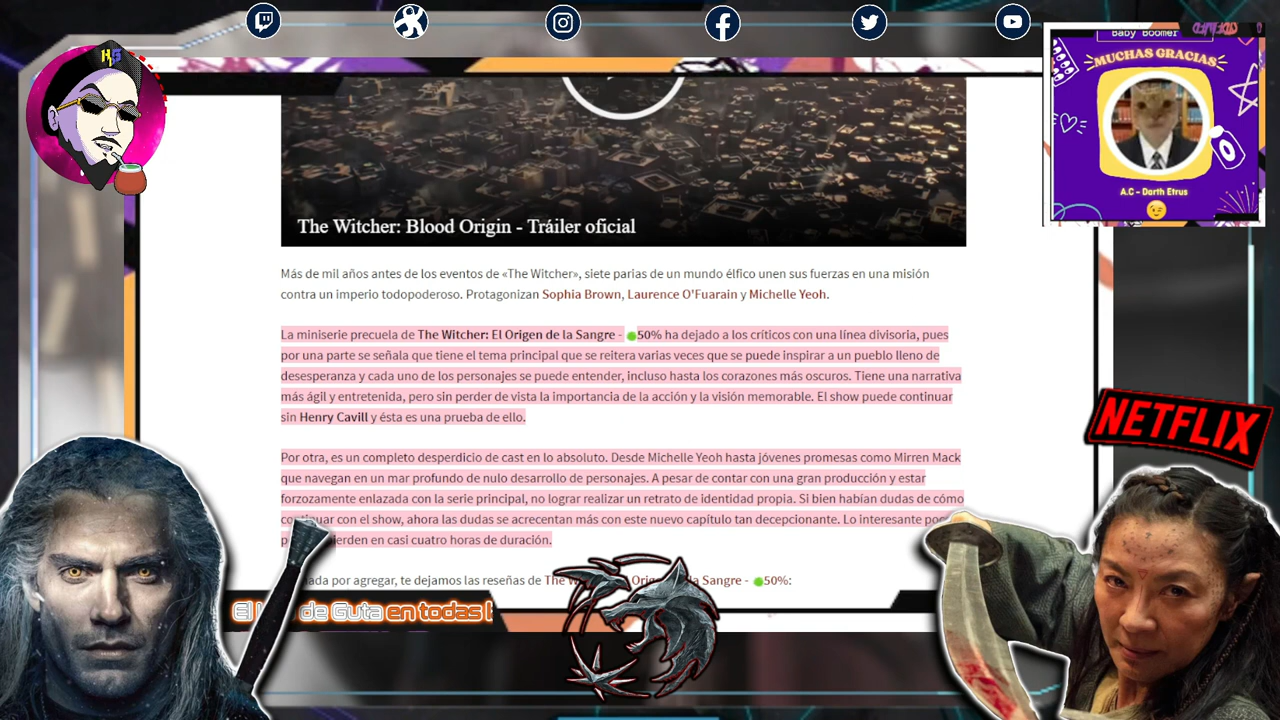 KG
Baby Boomer
MUCHAS GRACIAS
A.C - Darth Etrus
The Witcher: Blood Origin - Tráiler oficial
Más de mil años antes de los eventos de «The Witcher», siete parias de un mundo élfico unen sus fuerzas en una misión
contra un imperio todopoderoso. Protagonizan Sophia Brown, Laurence O'Fuarain y Michelle Yeoh.
La miniserie precuela de The Witcher: El Origen de la Sangre - 50% ha dejado a los críticos con una línea divisoria, pues
por una parte se señala que tiene el tema principal que se reitera varias veces que se puede inspirar a un pueblo lleno de
desesperanza y cada uno de los personajes se puede entender, incluso hasta los corazones más oscuros. Tiene una narrativa
más ágil y entretenida, pero sin perder de vista la importancia de la acción y la visión memorable. El show puede continuar
sin Henry Cavill y ésta es una prueba de ello.
Por otra, es un completo desperdicio de cast en lo absoluto. Desde Michelle Yeoh hasta jóvenes promesas como Mirren Mack
que navegan en un mar profundo de nulo desarrollo de personajes. A pesar de contar con una gran producción y estar
forzozamente enlazada con la serie principal, no lograr realizar un retrato de identidad propia. Si bien habían dudas de cómo
continuar con el show, ahora las dudas se acrecentan más con este nuevo capítulo tan decepcionante. Lo interesante
en casi cuatro horas de duración.
por agregar, te dejamos las reseñas de The la Sangre - 50%:
El de Guta en todas
NETFLIX